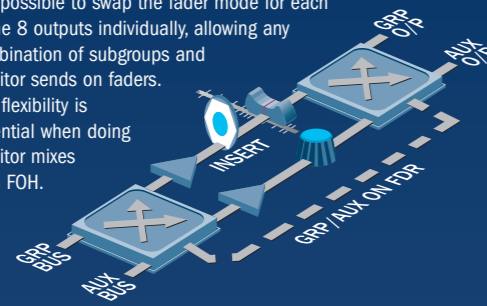 possible to swap the fader mode for each
8 outputs individually, allowing any
bination of subgroups and
itor sends on faders.
flexibility is
ential when doing
itor mixes
FOH.
GRP
O/P
AUX
O/P
INSERT
GRP/AUX ON FDR
GRP
BUS
AUX
BUS